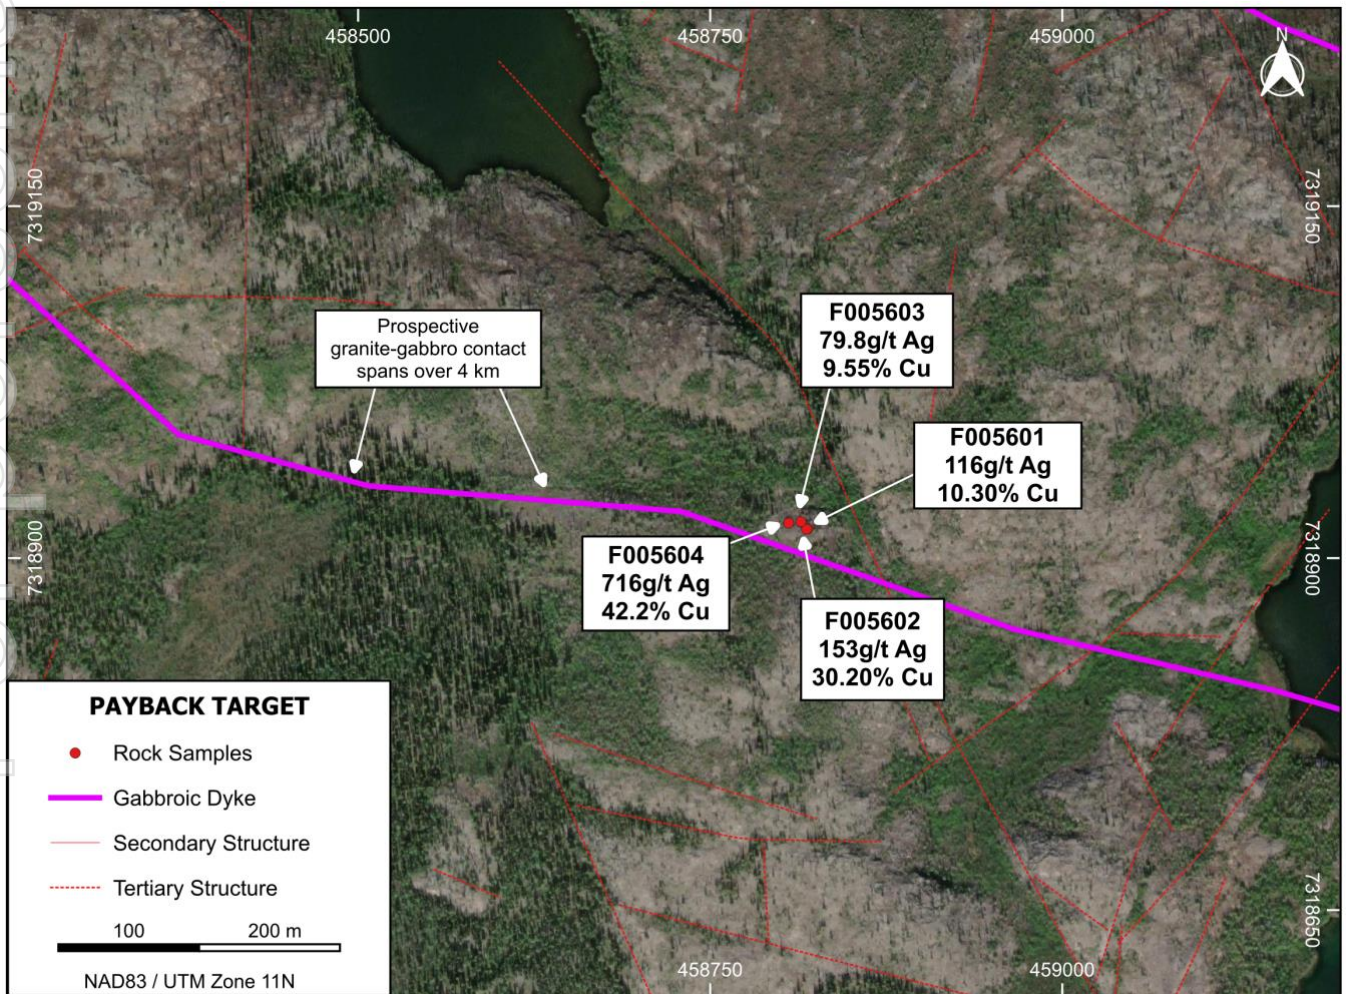 458500
458750
459000
N
7319150
7319150
Prospective
granite-gabbro contact
spans over 4 km
F005603
79.8g/t Ag
9.55% Cu
F005601
116g/t Ag
10.30% Cu
7318900
7318900
F005604
716g/t Ag
42.2% Cu
F005602
153g/t Ag
30.20% Cu
PAYBACK TARGET
Rock Samples
Gabbroic Dyke
Secondary Structure
Tertiary Structure
100
200 m
NAD83 / UTM Zone 11N
7318650
458750
459000